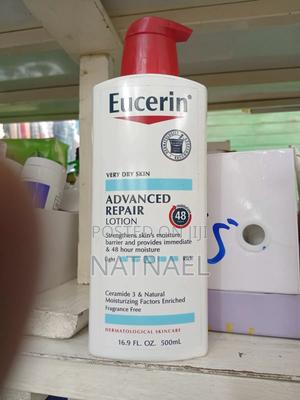 Eucerin®
VERY DRY SKIN
ADVANCED
REPAIR
LOTION
48
POSTED ON JIJI
Strengthens skin's moisture
barrier and provides immediate
& 48 hour moisture
NATNAEL
Ceramide 3 & Natural
Moisturizing Factors Enriched
Fragrance Free
DERMATOLOGICAL SKINCARE
16.9 FL. OZ. 500mL